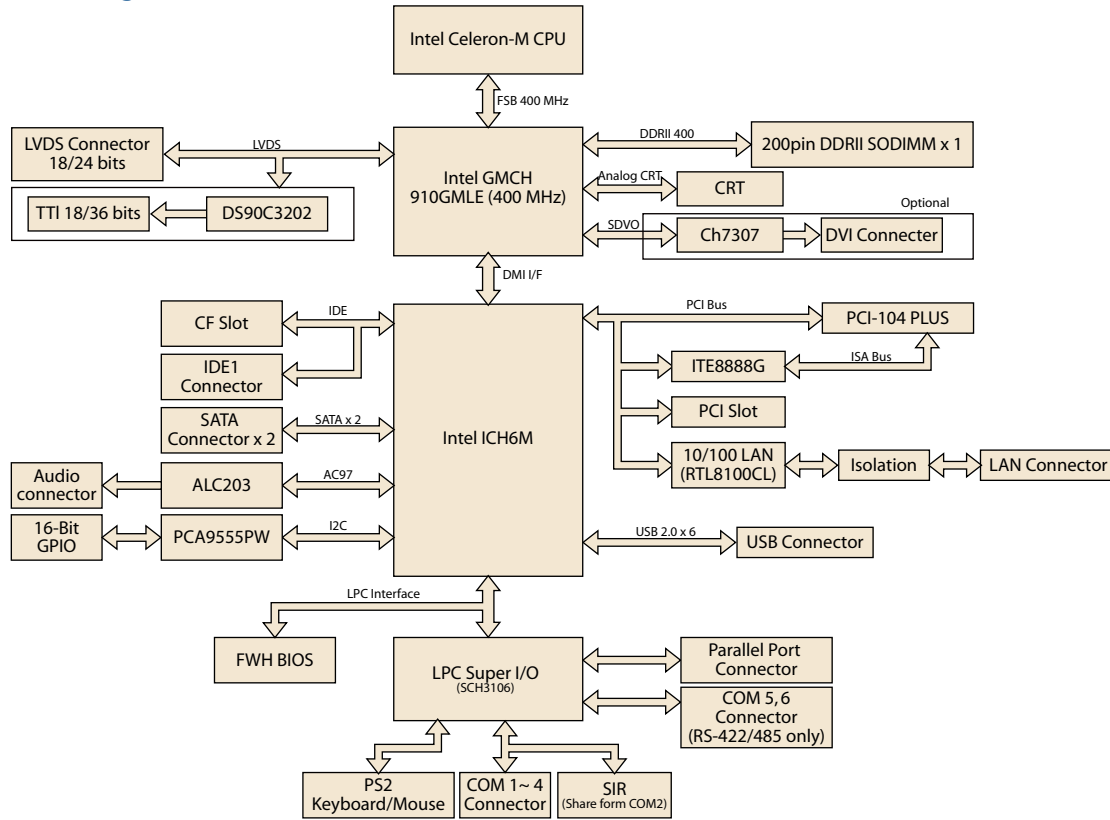 Intel Celeron-M CPU
FSB 400 MHz
LVDS Connector
18/24 bits
LVDS
Intel GMCH
910GMLE (400 MHz)
DDRII 400
200pin DDRII SODIMM x 1
Analog CRT
CRT
TTl 18/36 bits
DS90C3202
SDVO
Optional
Ch7307
DVI Connecter
DMI I/F
CF Slot
IDE
IDE1
Connector
SATA
Connector x 2
SATA x 2
Intel ICH6M
PCI Bus
PCI-104 PLUS
ITE8888G
ISA Bus
PCI Slot
10/100 LAN
(RTL8100CL)
Isolation
LAN Connector
Audio
connector
ALC203
AC97
16-Bit
GPIO
PCA9555PW
I2C
USB 2.0 x 6
USB Connector
LPC Interface
FWH BIOS
LPC Super I/O
(SCH3106)
Parallel Port
Connector
COM 5, 6
Connector
(RS-422/485 only)
PS2
Keyboard/Mouse
COM 1~ 4
Connector
SIR
(Share form COM2)